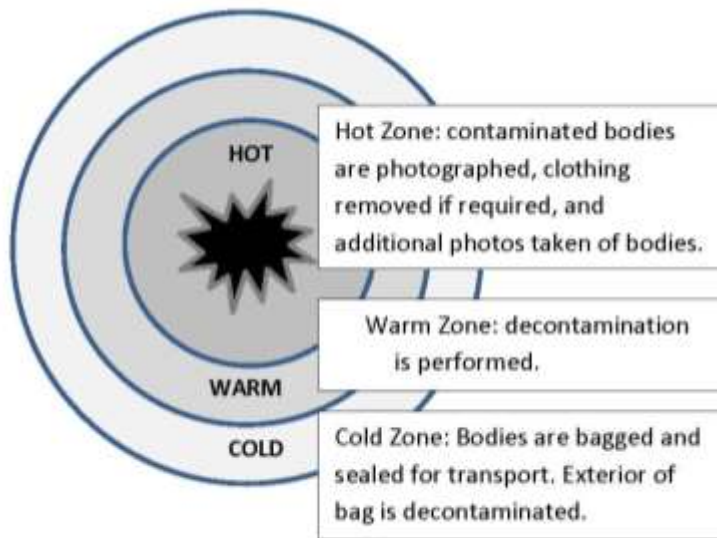 HOT
Hot Zone: contaminated bodies
are photographed, clothing
removed if required, and
additional photos taken of bodies.
Warm Zone: decontamination
is performed.
WARM
COLD
Cold Zone: Bodies are bagged and
sealed for transport. Exterior of
bag is decontaminated.